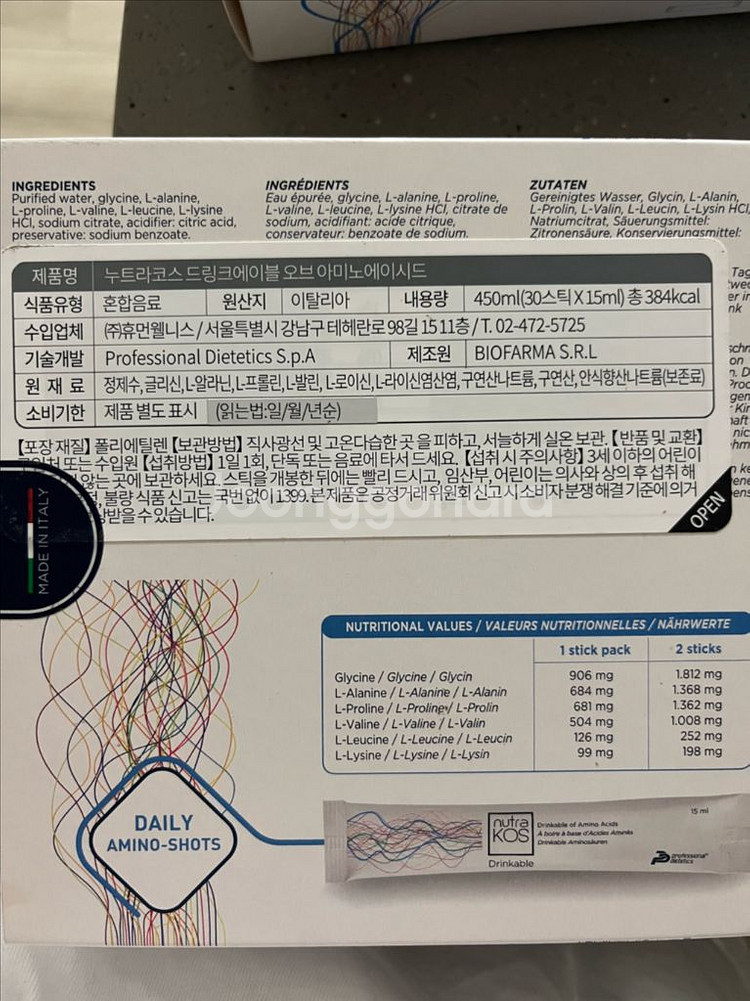 INGREDIENTS
Purified water, glycine, L-alanine,
L-proline, L-valine, L-leucine, L-lysine
HCl, sodium citrate, acidifier: citric acid,
preservative: sodium benzoate.
INGRÉDIENTS
Eau épurée, glycine, L-alanine, L-proline,
L-valine, L-leucine, L-lysine HCl, citrate de
sodium, acidifiant: acide citrique,
conservateur: benzoate de sodium.
ZUTATEN
Gereinigtes Wasser, Glycin, L-Alanin,
L-Prolin, L-Valin, L-Leucin, L-Lysin HCl,
Natriumcitrat, Säuerungsmittel:
Zitronensäure, Konservierungsmittel:
제품명 누트라코스 드링크에이블 오브 아미노에이시드
식품유형 혼합음료 원산지 이탈리아 내용량 450ml(30스틱 X 15ml) 총 384kcal
수입업체 (주)휴먼웰니스 / 서울특별시 강남구 테헤란로 98길 15 11층 / T. 02-472-5725
기술개발 Professional Dietetics S.p.A 제조원 BIOFARMA S.R.L
원 재 료 정제수, 글리신, L-알라닌, L-프롤린, L-발린, L-로이신, L-라이신염산염, 구연산나트륨, 구연산, 안식향산나트륨(보존료)
소비기한 제품 별도 표시 (읽는법:일/월/년순)
【포장 재질】 폴리에틸렌 【보관방법】 직사광선 및 고온다습한 곳을 피하고, 서늘하게 실온 보관. 【반품 및 교환】
또는 수입원 【섭취방법】 1일 1회, 단독 또는 음료에 타서 드세요. 【섭취 시 주의사항】 3세 이하의 어린이
않는 곳에 보관하세요. 스틱을 개봉한 뒤에는 빨리 드시고, 임산부, 어린이는 의사와 상의 후 섭취 해
불량 식품 신고는 국번 없이 1399. 본 제품은 공정거래 위원회 신고시 소비자 분쟁 해결 기준에 의거
받을 수 있습니다.
OPEN
MADE IN ITALY
NUTRITIONAL VALUES / VALEURS NUTRITIONNELLES / NÄHRWERTE
1 stick pack 2 sticks
Glycine / Glycine / Glycin 906 mg 1.812 mg
L-Alanine / L-Alanine / L-Alanin 684 mg 1.368 mg
L-Proline / L-Proline / L-Prolin 681 mg 1.362 mg
L-Valine / L-Valine / L-Valin 504 mg 1.008 mg
L-Leucine / L-Leucine / L-Leucin 126 mg 252 mg
L-Lysine / L-Lysine / L-Lysin 99 mg 198 mg
DAILY
AMINO-SHOTS
nutra
KOS
Drinkable
Drinkable of Amino Acids
A boire à base d'Acides Aminés
Drinkable Aminosäuren
15 ml
professional
dietetics